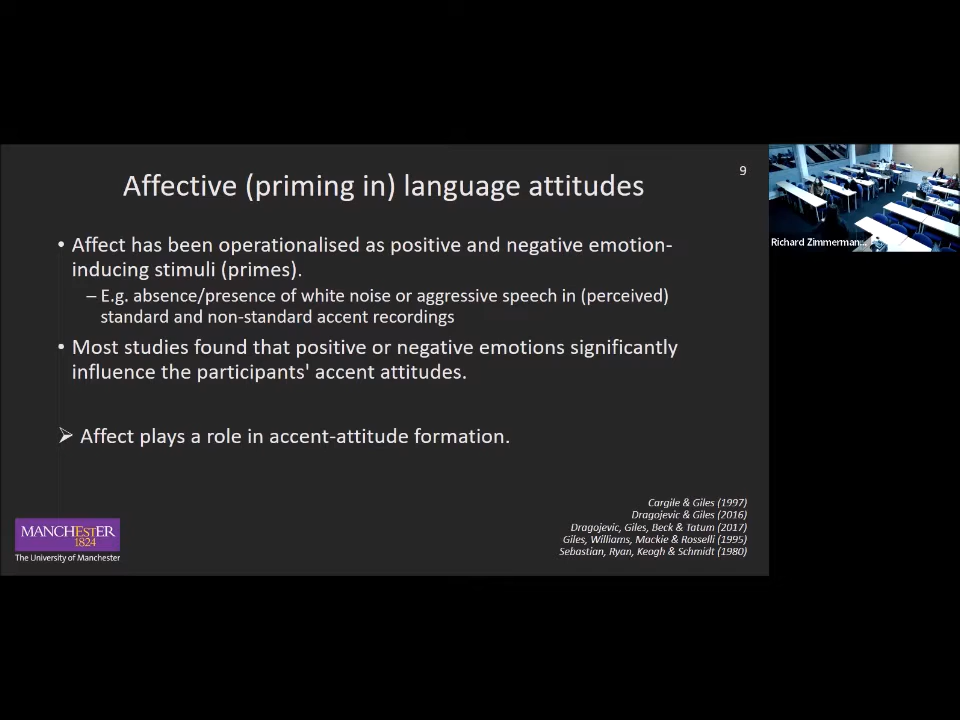 Affective (priming in) language attitudes
9
• Affect has been operationalised as positive and negative emotion-
inducing stimuli (primes).
– E.g. absence/presence of white noise or aggressive speech in (perceived)
standard and non-standard accent recordings
• Most studies found that positive or negative emotions significantly
influence the participants' accent attitudes.
➢ Affect plays a role in accent-attitude formation.
Cargile & Giles (1997)
Dragojevic & Giles (2016)
Dragojevic, Giles, Beck & Tatum (2017)
Giles, Williams, Mackie & Rosselli (1995)
Sebastian, Ryan, Keogh & Schmidt (1980)
MANCHESTER
1824
The University of Manchester
Richard Zimmerman...